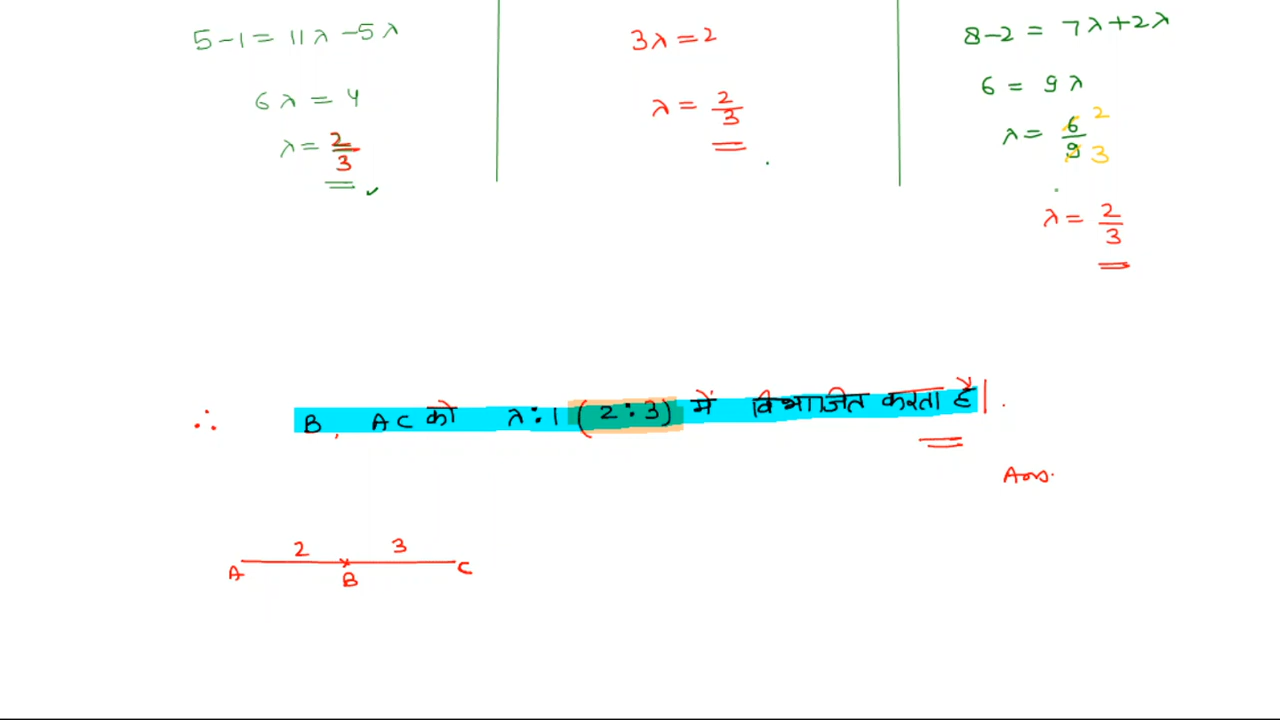 5-1 = 11λ-5λ
6λ = 4
λ = 2/3
3λ = 2
λ = 2/3
8-2 = 7λ+2λ
6 = 9λ
λ = 6/9 2/3
λ = 2/3
∴ B, AC को λ:1 (2:3) में विभाजित करता है|.
Ans.
2 3
A B C